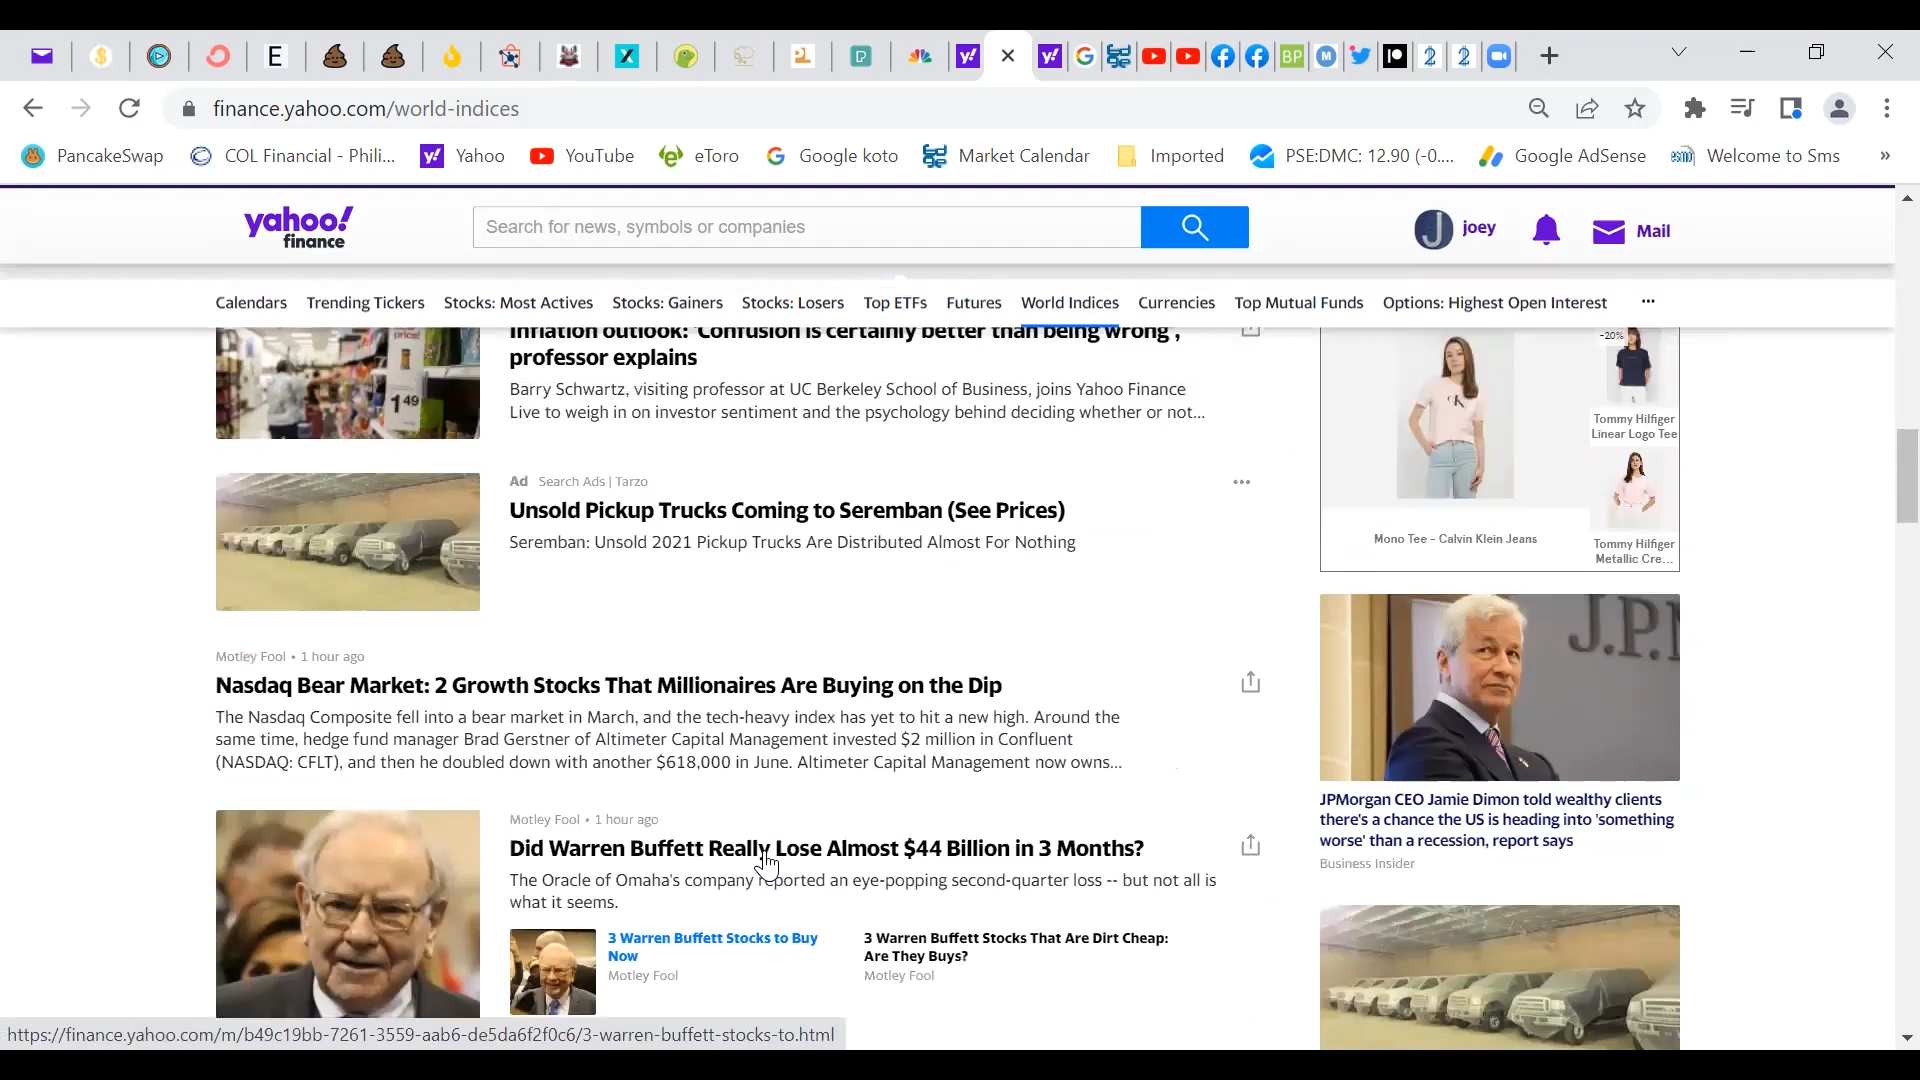 finance.yahoo.com/world-indices
PancakeSwap
COL Financial - Phili...
Yahoo
YouTube
eToro
Google koto
Market Calendar
Imported
PSE:DMC: 12.90 (-0....
Google AdSense
Welcome to Sms
»
yahoo!
finance
Search for news, symbols or companies
J
joey
Mail
Calendars
Trending Tickers
Stocks: Most Actives
Stocks: Gainers
Stocks: Losers
Top ETFs
Futures
World Indices
Currencies
Top Mutual Funds
Options: Highest Open Interest
Inflation outlook: 'Confusion is certainly better than being wrong',
professor explains
Barry Schwartz, visiting professor at UC Berkeley School of Business, joins Yahoo Finance
Live to weigh in on investor sentiment and the psychology behind deciding whether or not...
Ad Search Ads | Tarzo
Unsold Pickup Trucks Coming to Seremban (See Prices)
Seremban: Unsold 2021 Pickup Trucks Are Distributed Almost For Nothing
Motley Fool • 1 hour ago
Nasdaq Bear Market: 2 Growth Stocks That Millionaires Are Buying on the Dip
The Nasdaq Composite fell into a bear market in March, and the tech-heavy index has yet to hit a new high. Around the
same time, hedge fund manager Brad Gerstner of Altimeter Capital Management invested $2 million in Confluent
(NASDAQ: CFLT), and then he doubled down with another $618,000 in June. Altimeter Capital Management now owns...
Motley Fool • 1 hour ago
Did Warren Buffett Really Lose Almost $44 Billion in 3 Months?
The Oracle of Omaha's company reported an eye-popping second-quarter loss -- but not all is
what it seems.
3 Warren Buffett Stocks to Buy
Now
Motley Fool
3 Warren Buffett Stocks That Are Dirt Cheap:
Are They Buys?
Motley Fool
-20%
Tommy Hilfiger
Linear Logo Tee
Mono Tee - Calvin Klein Jeans
Tommy Hilfiger
Metallic Cre...
J.P.
JPMorgan CEO Jamie Dimon told wealthy clients
there's a chance the US is heading into 'something
worse' than a recession, report says
Business Insider
https://finance.yahoo.com/m/b49c19bb-7261-3559-aab6-de5da6f2f0c6/3-warren-buffett-stocks-to.html